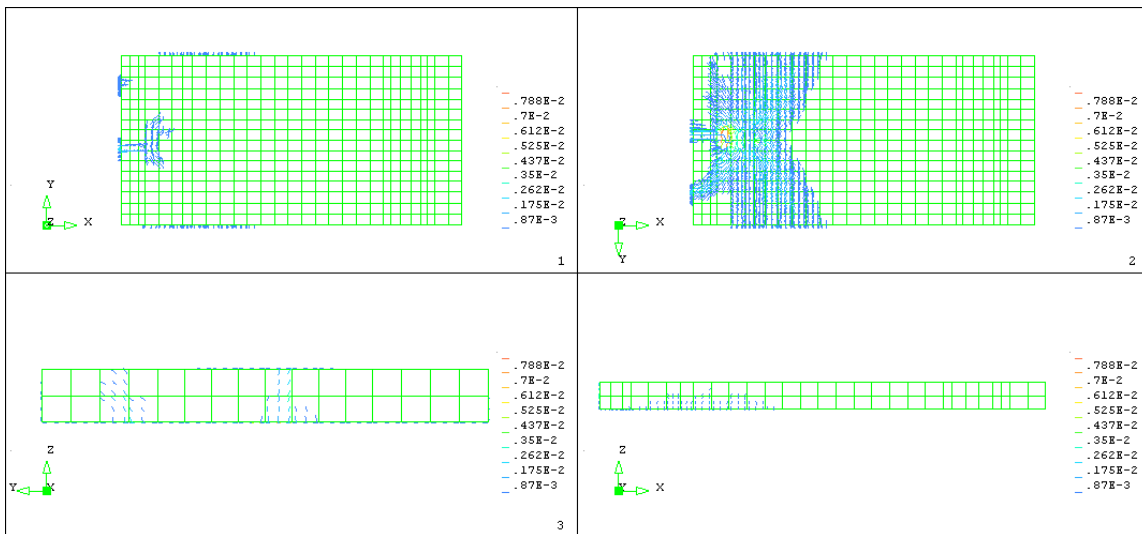 .788E-2
.7E-2
.612E-2
.525E-2
.437E-2
.35E-2
.262E-2
.175E-2
.87E-3
Y
Z X
1
.788E-2
.7E-2
.612E-2
.525E-2
.437E-2
.35E-2
.262E-2
.175E-2
.87E-3
Z X
Y
2
.788E-2
.7E-2
.612E-2
.525E-2
.437E-2
.35E-2
.262E-2
.175E-2
.87E-3
Z
Y X
3
.788E-2
.7E-2
.612E-2
.525E-2
.437E-2
.35E-2
.262E-2
.175E-2
.87E-3
Z
Y X